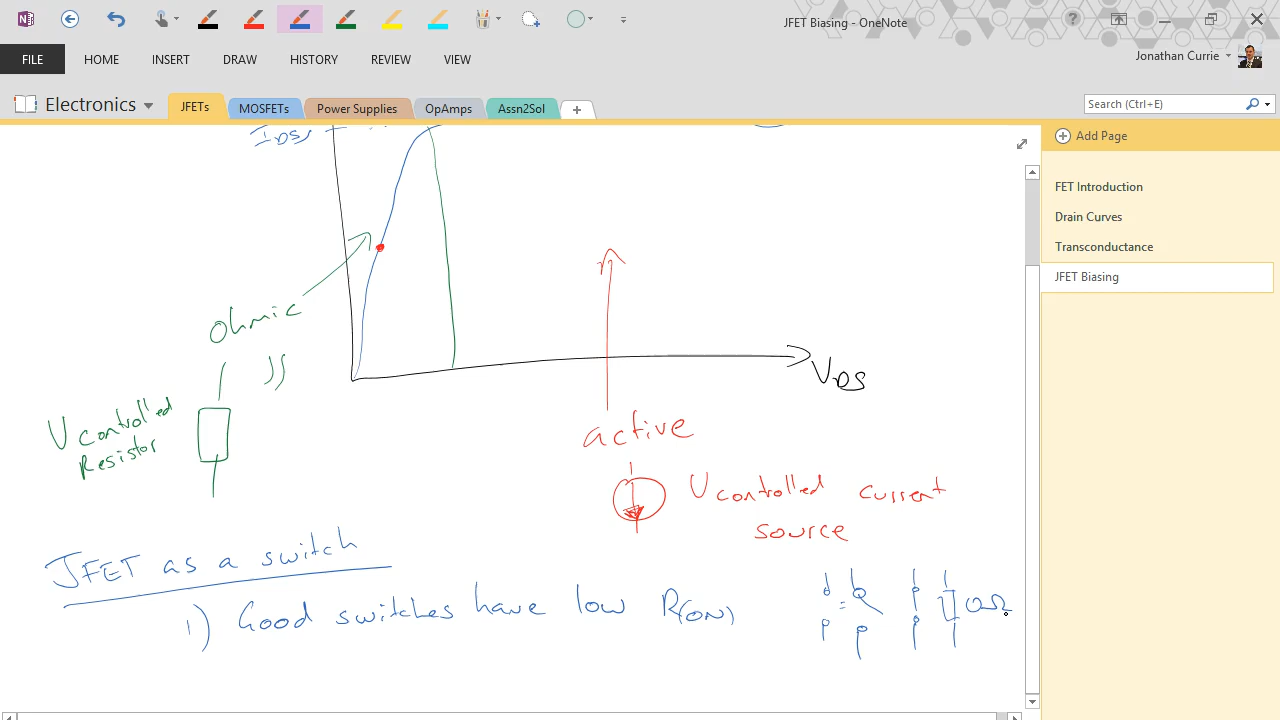 JFET Biasing - OneNote
?
FILE
HOME
INSERT
DRAW
HISTORY
REVIEW
VIEW
Jonathan Currie
Electronics
JFETs
MOSFETs
Power Supplies
OpAmps
Assn2Sol
Search (Ctrl+E)
Add Page
FET Introduction
Drain Curves
Transconductance
JFET Biasing
IDSS
Ohmic
VDS
V controlled
Resistor
active
V controlled current
source
JFET as a switch
1) Good switches have low R(ON)
= 0Ω